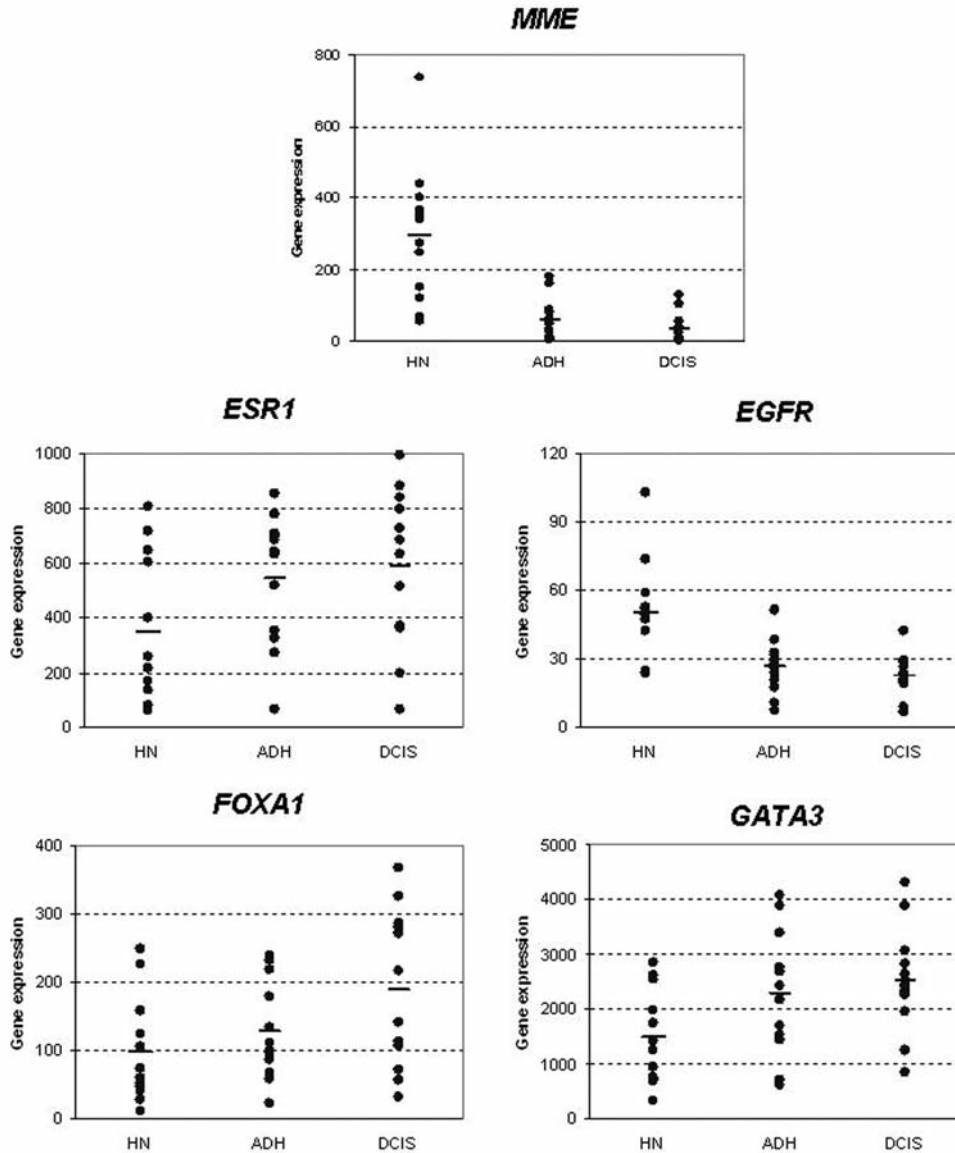 MME
Gene expression
800
600
400
200
0
HN ADH DCIS
ESR1
Gene expression
1000
800
600
400
200
0
HN ADH DCIS
EGFR
Gene expression
120
90
60
30
0
HN ADH DCIS
FOXA1
Gene expression
400
300
200
100
0
HN ADH DCIS
GATA3
Gene expression
5000
4000
3000
2000
1000
0
HN ADH DCIS